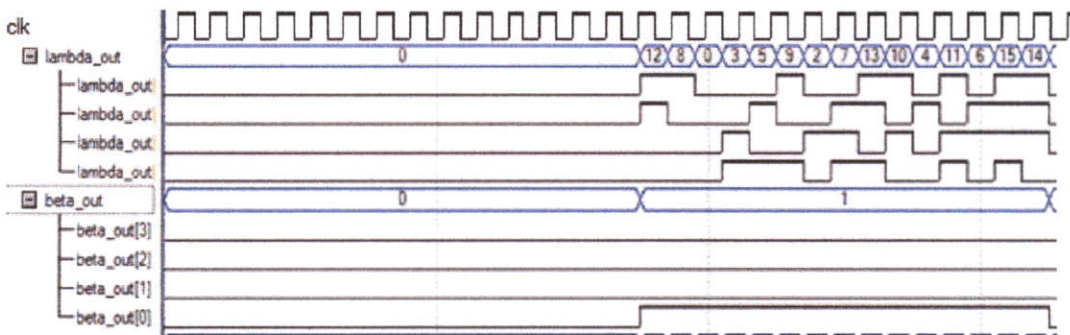 clk
lambda_out 0 12 8 0 3 5 9 2 7 13 10 4 11 6 15 14
lambda_out
lambda_out
lambda_out
lambda_out
beta_out 0 1
beta_out[3]
beta_out[2]
beta_out[1]
beta_out[0]